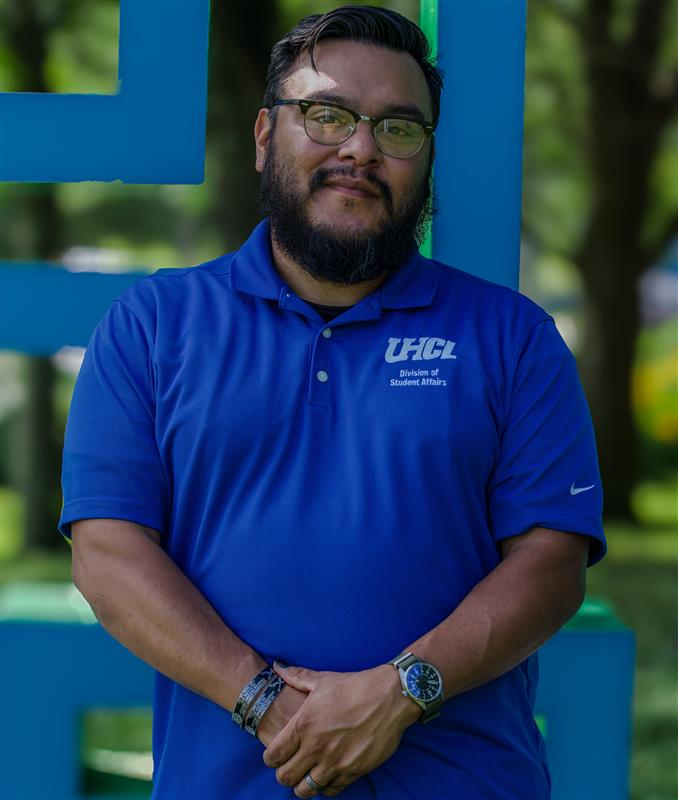 UHCL
Division of
Student Affairs